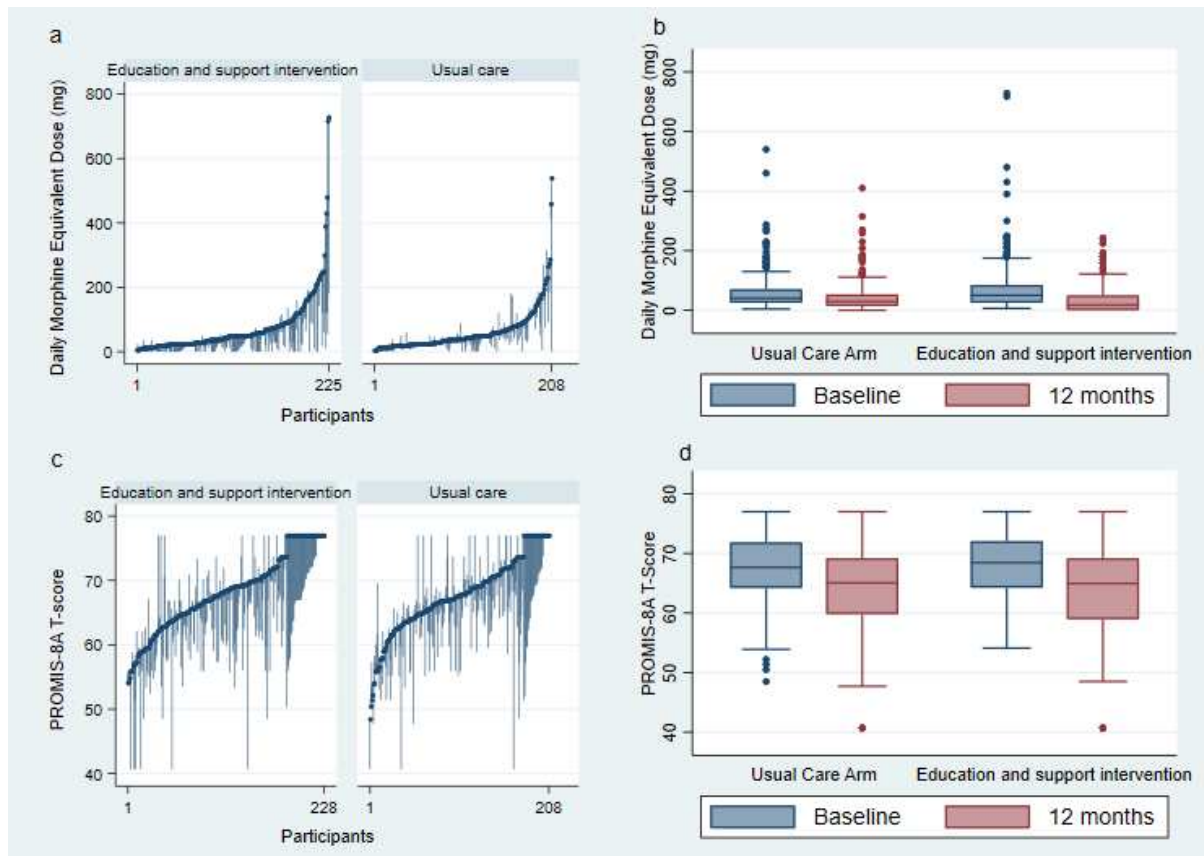 a
Education and support intervention
Usual care
Daily Morphine Equivalent Dose (mg)
800
600
400
200
0
1
225
1
208
Participants
b
Daily Morphine Equivalent Dose (mg)
800
600
400
200
0
Usual Care Arm
Education and support intervention
Baseline
12 months
c
Education and support intervention
Usual care
PROMIS-8A T-score
80
70
60
50
40
1
228
1
208
Participants
d
PROMIS-8A T-Score
80
70
60
50
40
Usual Care Arm
Education and support intervention
Baseline
12 months